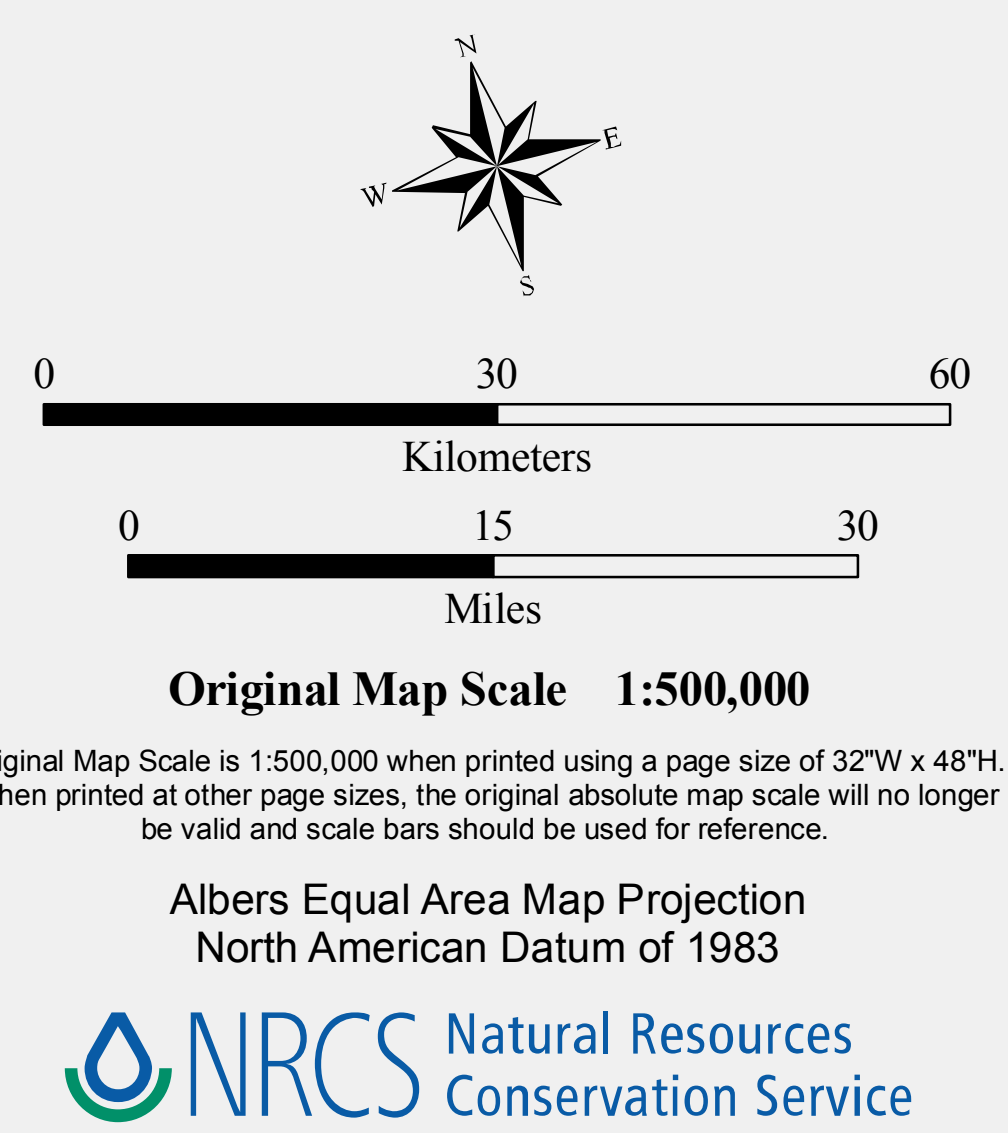 N
E
W
S
0 30 60
Kilometers
0 15 30
Miles
Original Map Scale 1:500,000
iginal Map Scale is 1:500,000 when printed using a page size of 32"W x 48"H.
hen printed at other page sizes, the original absolute map scale will no longer
be valid and scale bars should be used for reference.
Albers Equal Area Map Projection
North American Datum of 1983
NRCS Natural Resources
Conservation Service